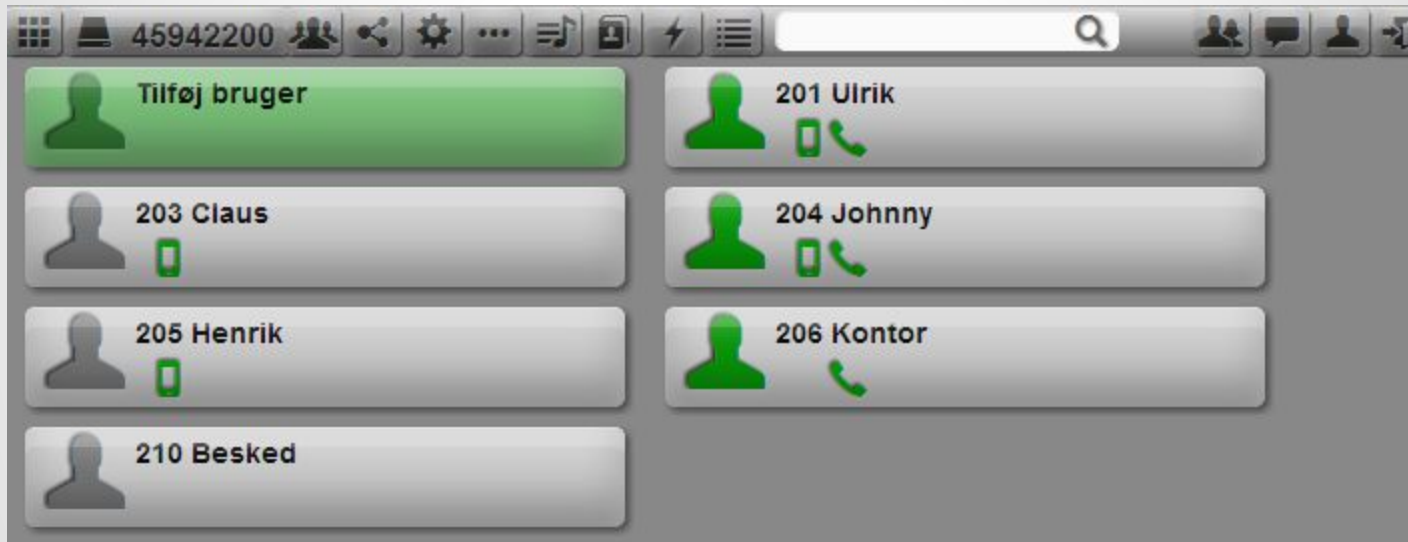 45942200
Tilføj bruger
201 Ulrik
203 Claus
204 Johnny
205 Henrik
206 Kontor
210 Besked